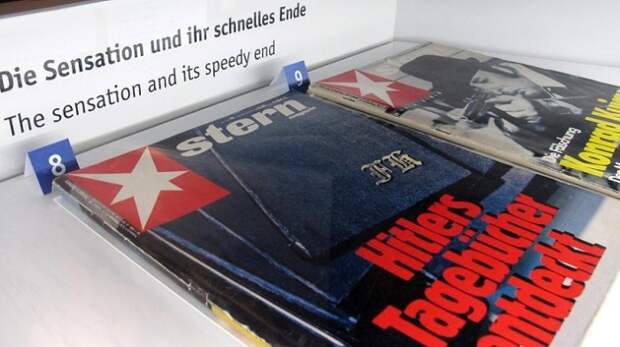 Die Sensation und ihr schnelles Ende
The sensation and its speedy end
9
8
stern
FH
Hitlers
Tagebücher
entdeckt
Die Fälschung
Konrad